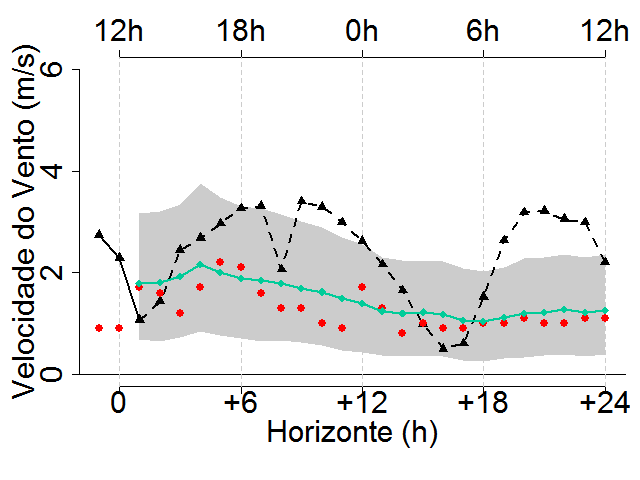 12h 18h 0h 6h 12h
Velocidade do Vento (m/s)
6
4
2
0
0 +6 +12 +18 +24
Horizonte (h)